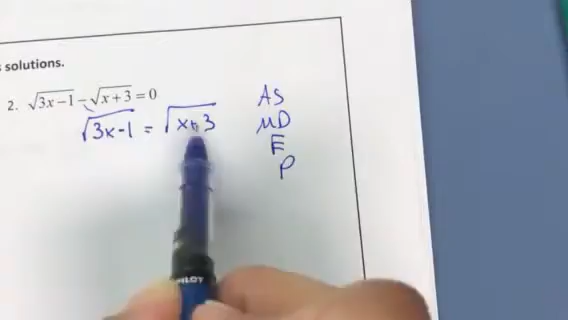 s solutions.
2. √3x−1 − √x+3 = 0
√3x-1 = √x+3
AS
MD
E
P
PILOT